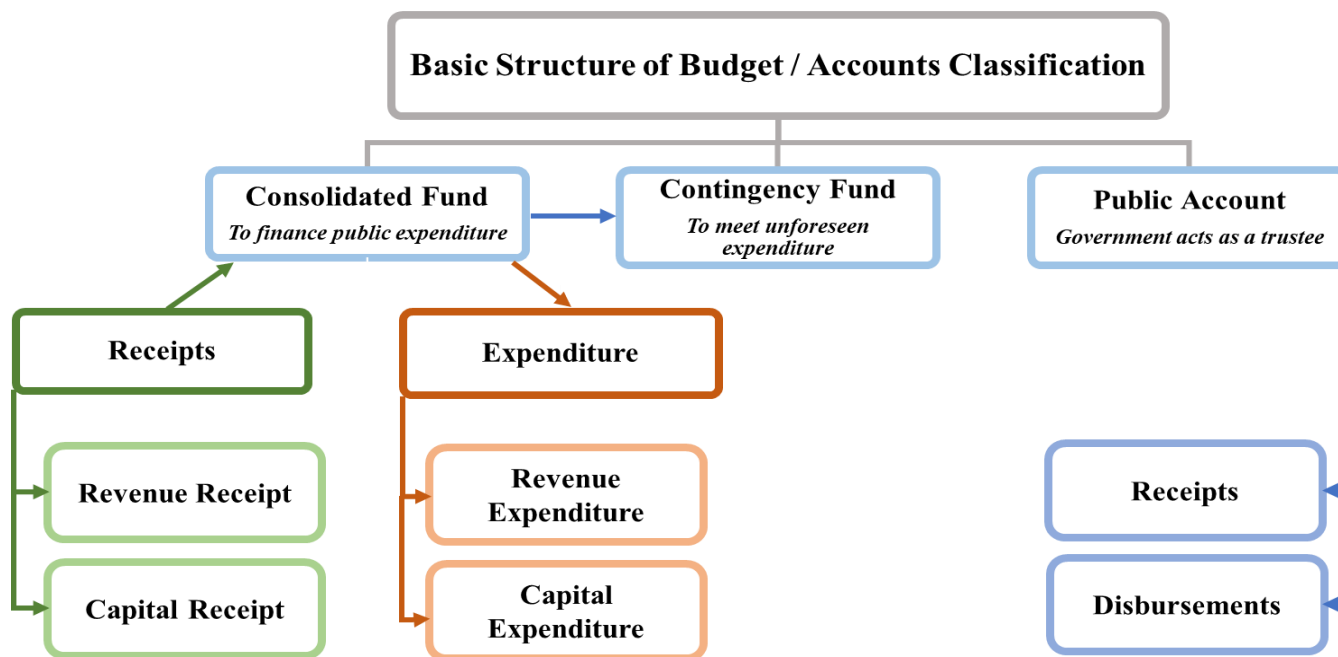 Basic Structure of Budget / Accounts Classification
Consolidated Fund
To finance public expenditure
Contingency Fund
To meet unforeseen
expenditure
Public Account
Government acts as a trustee
Receipts
Expenditure
Revenue Receipt
Capital Receipt
Revenue
Expenditure
Capital
Expenditure
Receipts
Disbursements